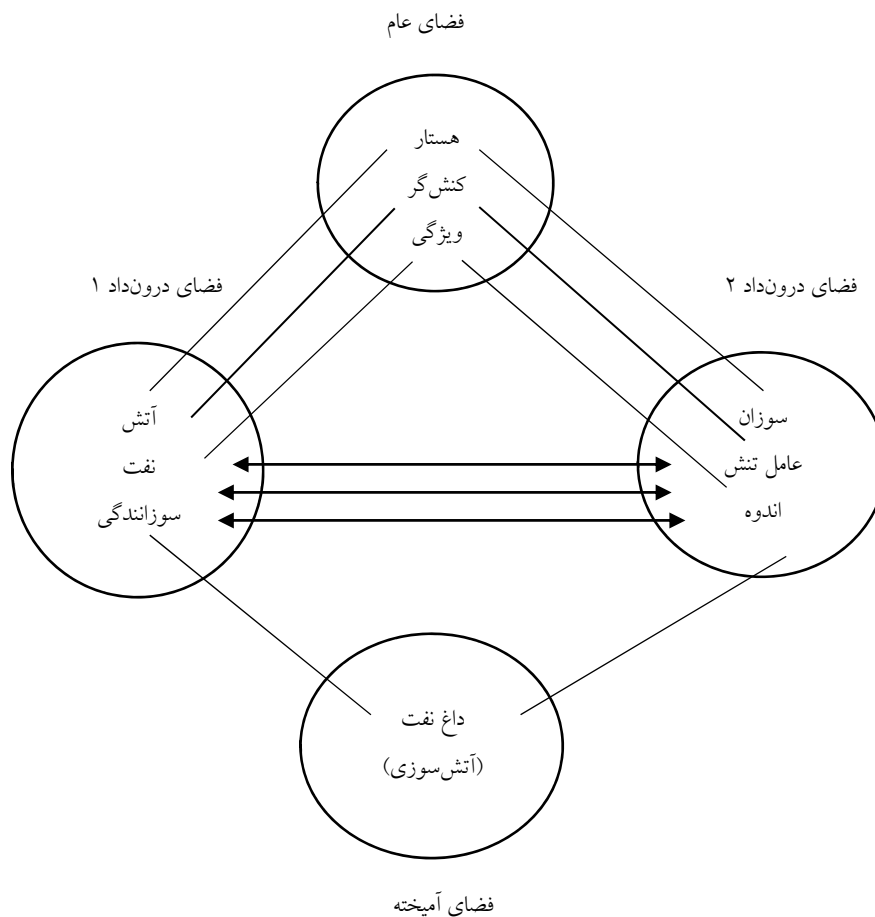 فضای عام
هستار
کنش‌گر
ویژگی
فضای درون‌داد ۲
فضای درون‌داد ۱
سوزان
عامل تنش
اندوه
آتش
نفت
سوزانندگی
داغ نفت
(آتش‌سوزی)
فضای آمیخته